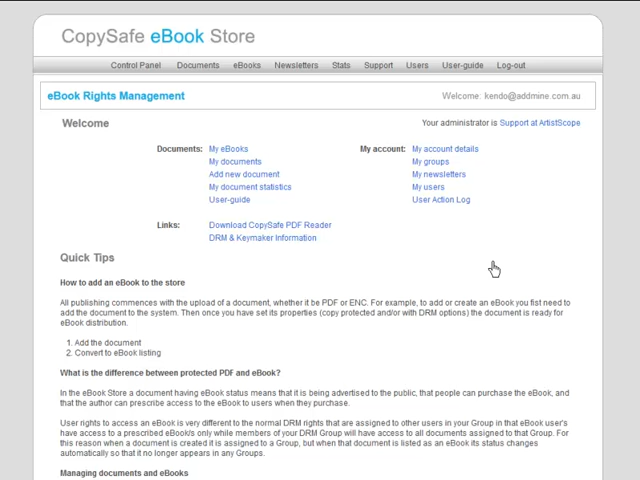 CopySafe eBook Store
Control Panel Documents eBooks Newsletters Stats Support Users User-guide Log-out
eBook Rights Management Welcome: kendo@addmine.com.au
Welcome Your administrator is Support at ArtistScope
Documents: My eBooks My account: My account details
My documents My groups
Add new document My newsletters
My document statistics My users
User-guide User Action Log
Links: Download CopySafe PDF Reader
DRM & Keymaker Information
Quick Tips
How to add an eBook to the store
All publishing commences with the upload of a document, whether it be PDF or ENC. For example, to add or create an eBook you fist need to
add the document to the system. Then once you have set its properties (copy protected and/or with DRM options) the document is ready for
eBook distribution.
1. Add the document
2. Convert to eBook listing
What is the difference between protected PDF and eBook?
In the eBook Store a document having eBook status means that it is being advertised to the public, that people can purchase the eBook, and
that the author can prescribe access to the eBook to users when they purchase.
User rights to access an eBook is very different to the normal DRM rights that are assigned to other users in your Group in that eBook user's
have access to a prescribed eBook/s only while members of your DRM Group will have access to all documents assigned to that Group. For
this reason when a document is created it is assigned to a Group, but when that document is listed as an eBook its status changes
automatically so that it no longer appears in any Groups.
Managing documents and eBooks